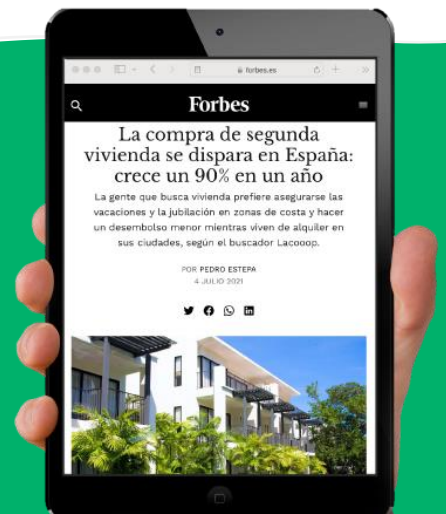 forbes.es
Forbes
La compra de segunda
vivienda se dispara en España:
crece un 90% en un año
La gente que busca vivienda prefiere asegurarse las
vacaciones y la jubilación en zonas de costa y hacer
un desembolso menor mientras viven de alquiler en
sus ciudades, según el buscador Lacooop.
POR PEDRO ESTEPA
4 JULIO 2021